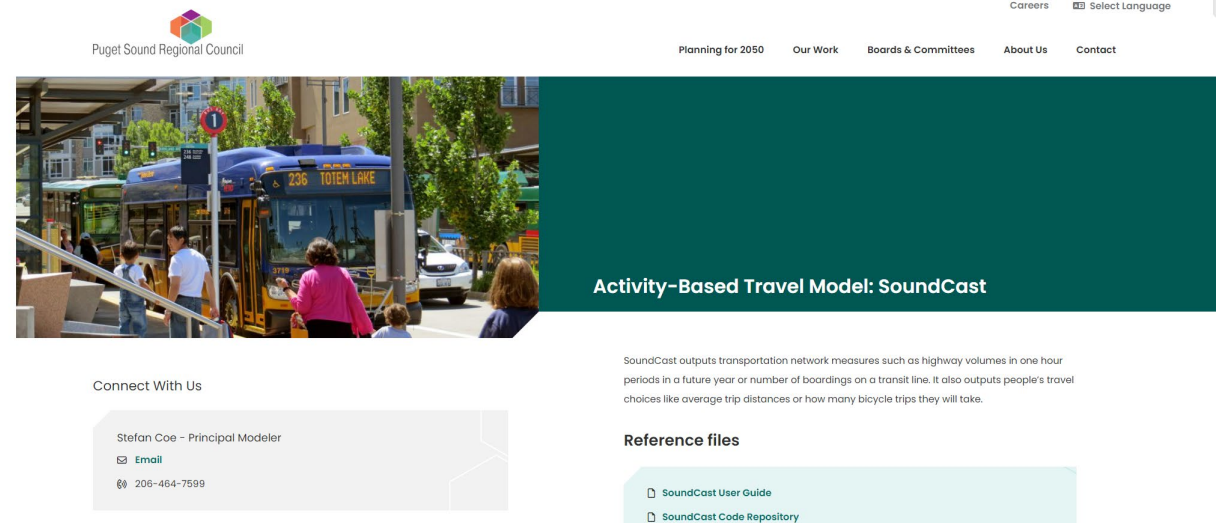 Careers
Select Language
Puget Sound Regional Council
Planning for 2050
Our Work
Boards & Committees
About Us
Contact
1
236
TOTEM LAKE
3719
Activity-Based Travel Model: SoundCast
Connect With Us
Stefan Coe - Principal Modeler
Email
206-464-7599
SoundCast outputs transportation network measures such as highway volumes in one hour
periods in a future year or number of boardings on a transit line. It also outputs people's travel
choices like average trip distances or how many bicycle trips they will take.
Reference files
SoundCast User Guide
SoundCast Code Repository